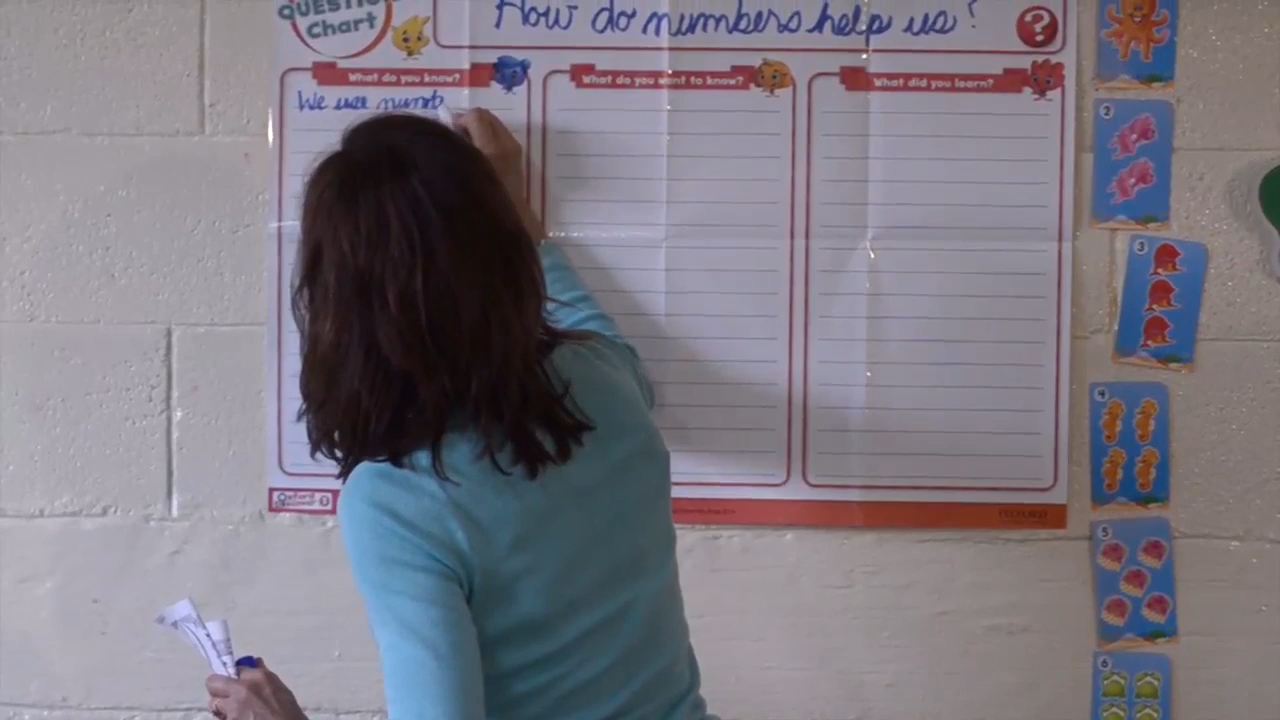 QUESTION
Chart
How do numbers help us?
?
What do you know?
What do you want to know?
What did you learn?
We use numb
2
3
4
5
6
Oxford